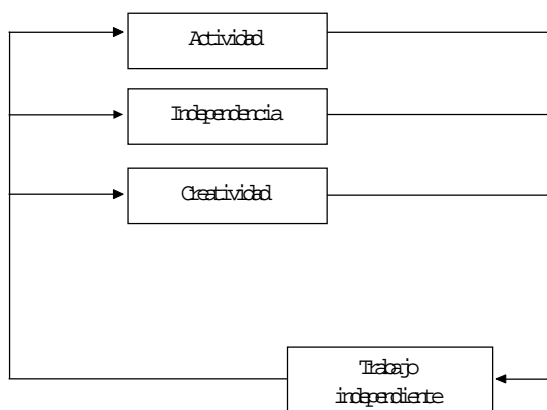 Actividad
Independencia
Creatividad
Trabajo
independiente